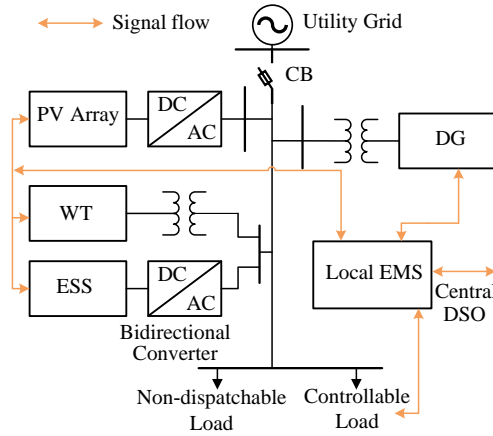 Signal flow
Utility Grid
CB
PV Array
DC
AC
DG
WT
ESS
DC
AC
Bidirectional
Converter
Local EMS
Central
DSO
Non-dispatchable
Load
Controllable
Load